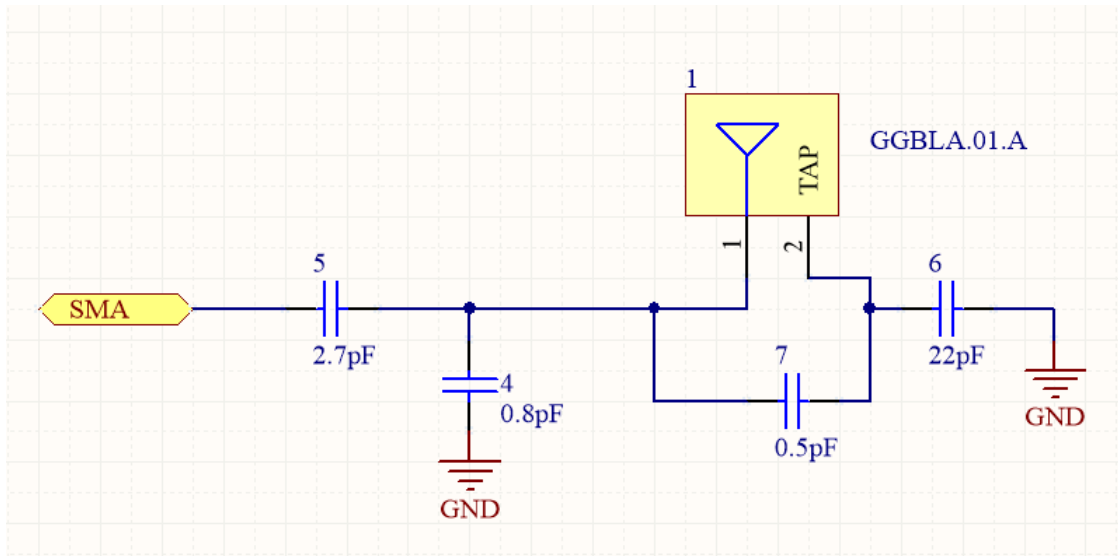 1
GGBLA.01.A
TAP
1
2
5
6
SMA
2.7pF
7
22pF
4
0.8pF
0.5pF
GND
GND